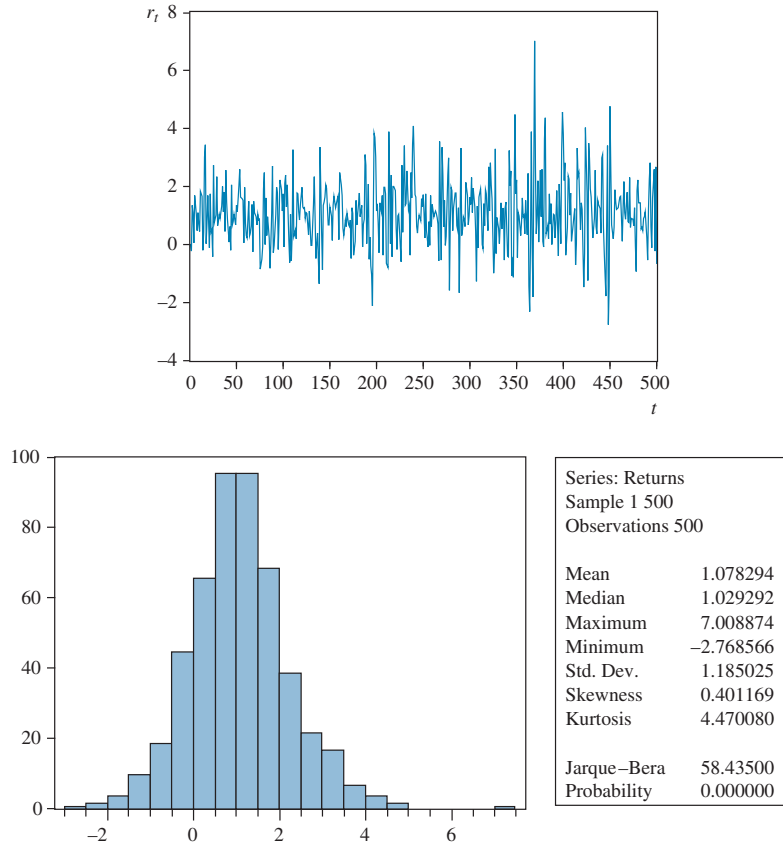 r_t
8
6
4
2
0
−2
−4
0 50 100 150 200 250 300 350 400 450 500
t
100
80
60
40
20
0
−2 0 2 4 6
Series: Returns
Sample 1 500
Observations 500
Mean 1.078294
Median 1.029292
Maximum 7.008874
Minimum −2.768566
Std. Dev. 1.185025
Skewness 0.401169
Kurtosis 4.470080
Jarque–Bera 58.43500
Probability 0.000000